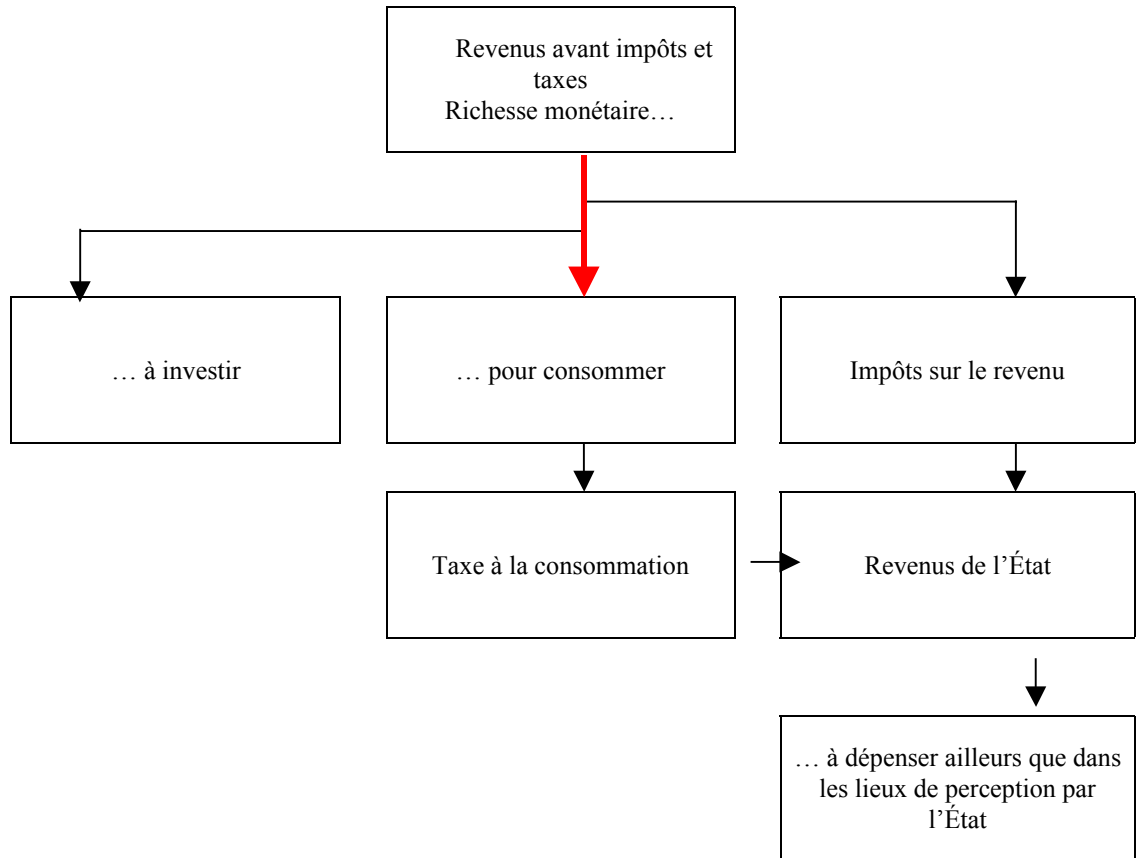 Revenus avant impôts et
taxes
Richesse monétaire…
… à investir
… pour consommer
Impôts sur le revenu
Taxe à la consommation
Revenus de l’État
… à dépenser ailleurs que dans
les lieux de perception par
l’État